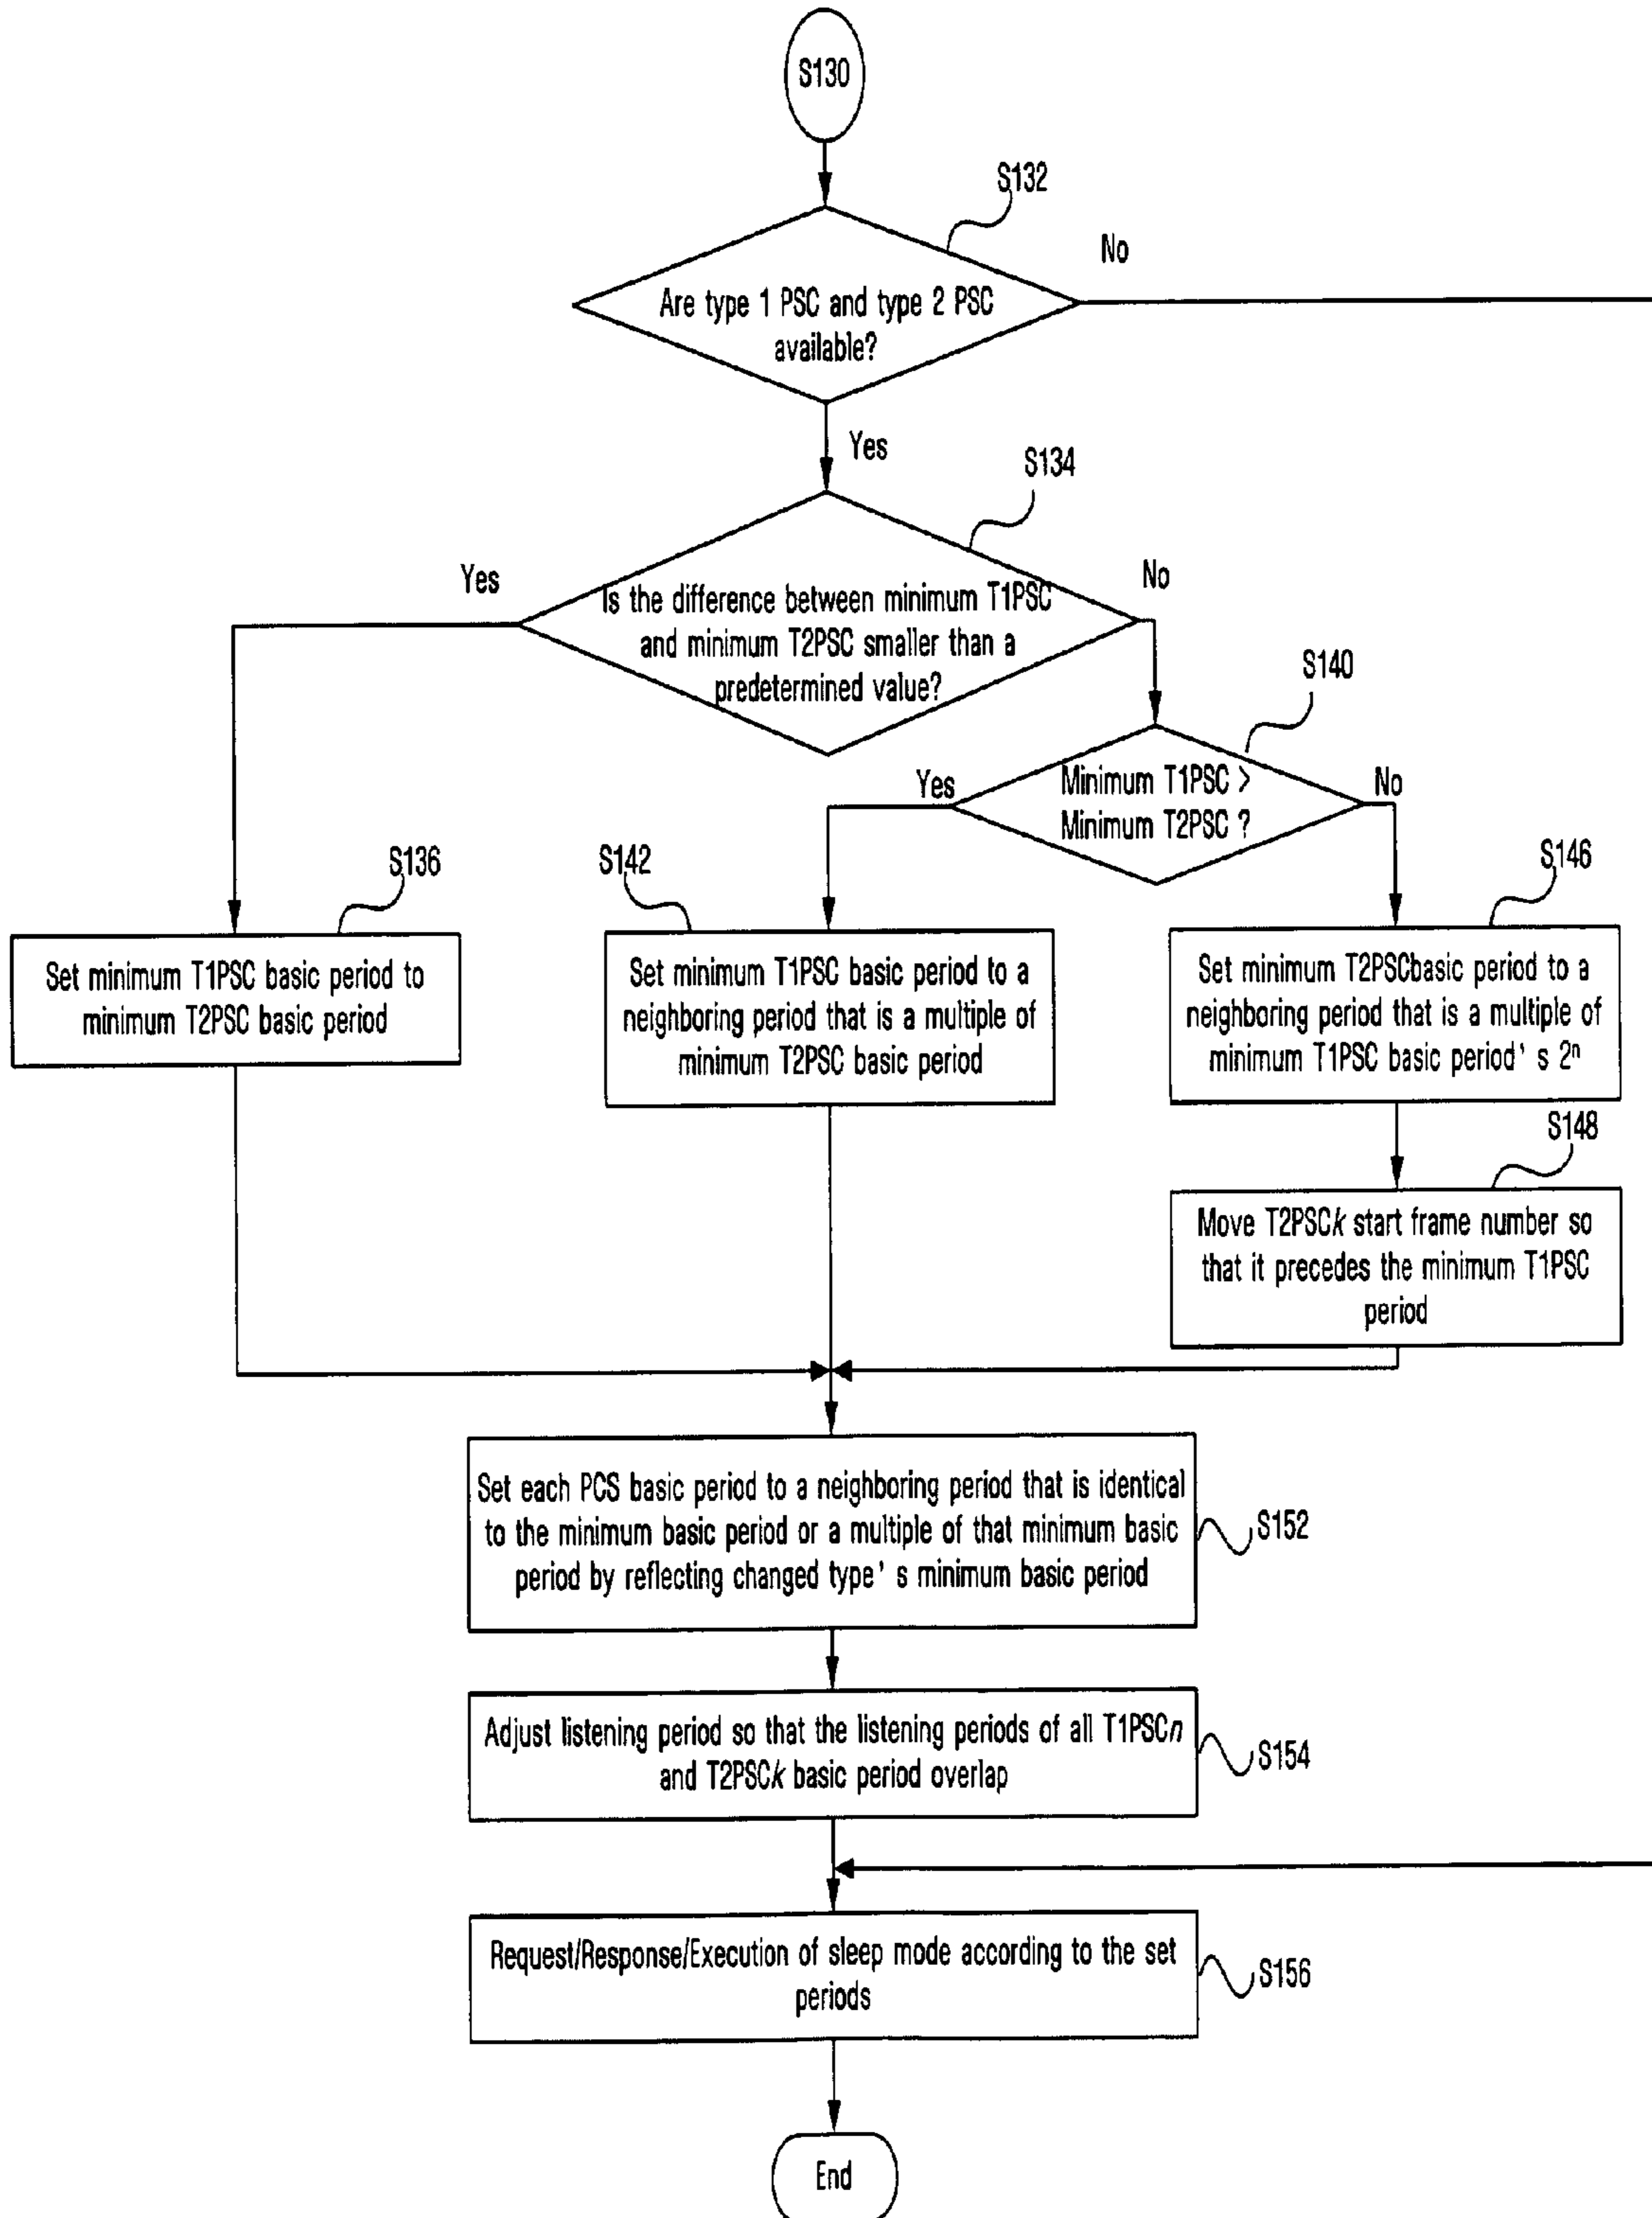 S130
S132
No
Are type 1 PSC and type 2 PSC
available?
Yes
S134
Yes
No
Is the difference between minimum T1PSC
and minimum T2PSC smaller than a
predetermined value?
S140
Yes
Minimum T1PSC >
Minimum T2PSC ?
No
S136
S142
S146
Set minimum T1PSC basic period to
minimum T2PSC basic period
Set minimum T1PSC basic period to a
neighboring period that is a multiple of
minimum T2PSC basic period
Set minimum T2PSCbasic period to a
neighboring period that is a multiple of
minimum T1PSC basic period's 2ⁿ
S148
Move T2PSCk start frame number so
that it precedes the minimum T1PSC
period
Set each PCS basic period to a neighboring period that is identical
to the minimum basic period or a multiple of that minimum basic
period by reflecting changed type's minimum basic period
S152
Adjust listening period so that the listening periods of all T1PSCn
and T2PSCk basic period overlap
S154
Request/Response/Execution of sleep mode according to the set
periods
S156
End